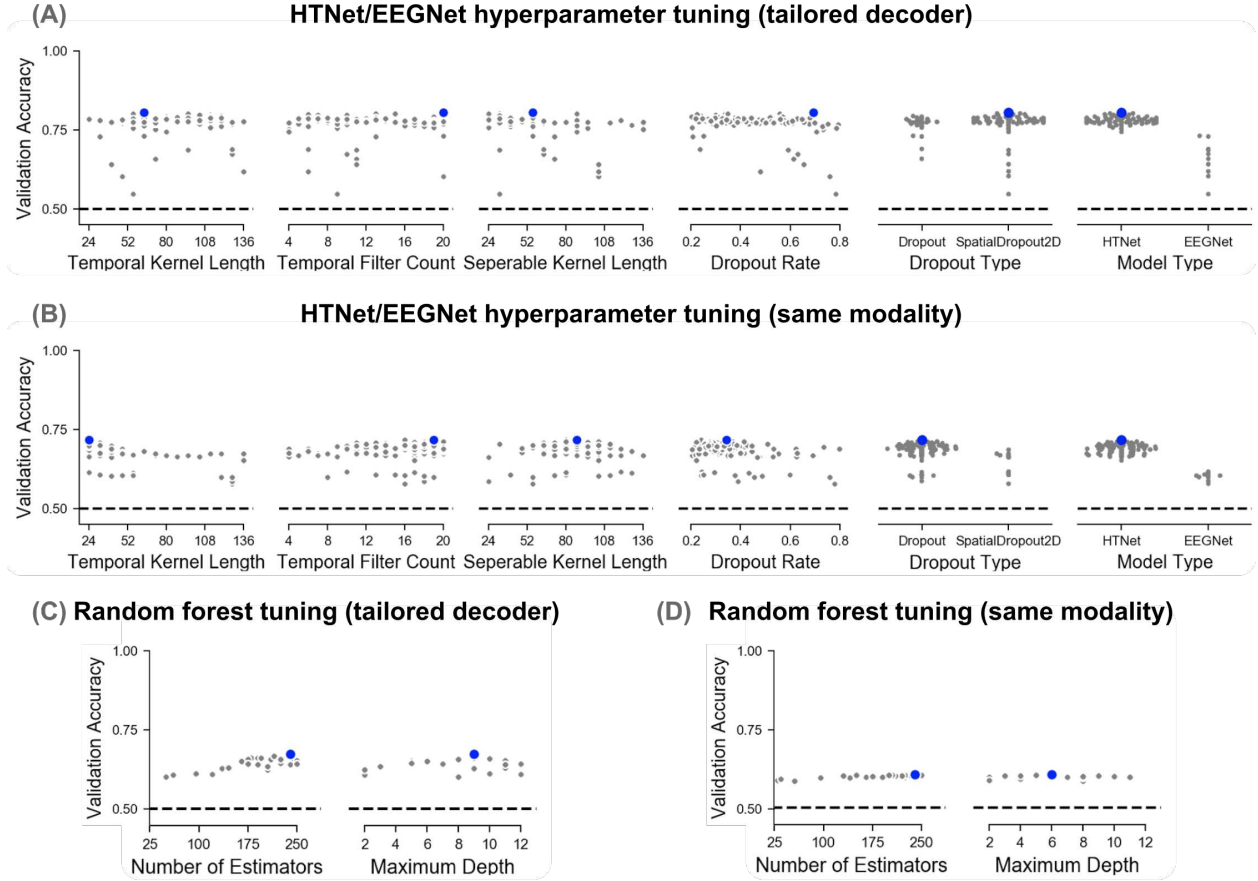 (A) HTNet/EEGNet hyperparameter tuning (tailored decoder)
Validation Accuracy
1.00
0.75
0.50
24 52 80 108 136 4 8 12 16 20 24 52 80 108 136 0.2 0.4 0.6 0.8 Dropout SpatialDropout2D HTNet EEGNet
Temporal Kernel Length Temporal Filter Count Seperable Kernel Length Dropout Rate Dropout Type Model Type
(B) HTNet/EEGNet hyperparameter tuning (same modality)
Validation Accuracy
1.00
0.75
0.50
24 52 80 108 136 4 8 12 16 20 24 52 80 108 136 0.2 0.4 0.6 0.8 Dropout SpatialDropout2D HTNet EEGNet
Temporal Kernel Length Temporal Filter Count Seperable Kernel Length Dropout Rate Dropout Type Model Type
(C) Random forest tuning (tailored decoder)
Validation Accuracy
1.00
0.75
0.50
25 100 175 250 2 4 6 8 10 12
Number of Estimators Maximum Depth
(D) Random forest tuning (same modality)
Validation Accuracy
1.00
0.75
0.50
25 100 175 250 2 4 6 8 10 12
Number of Estimators Maximum Depth